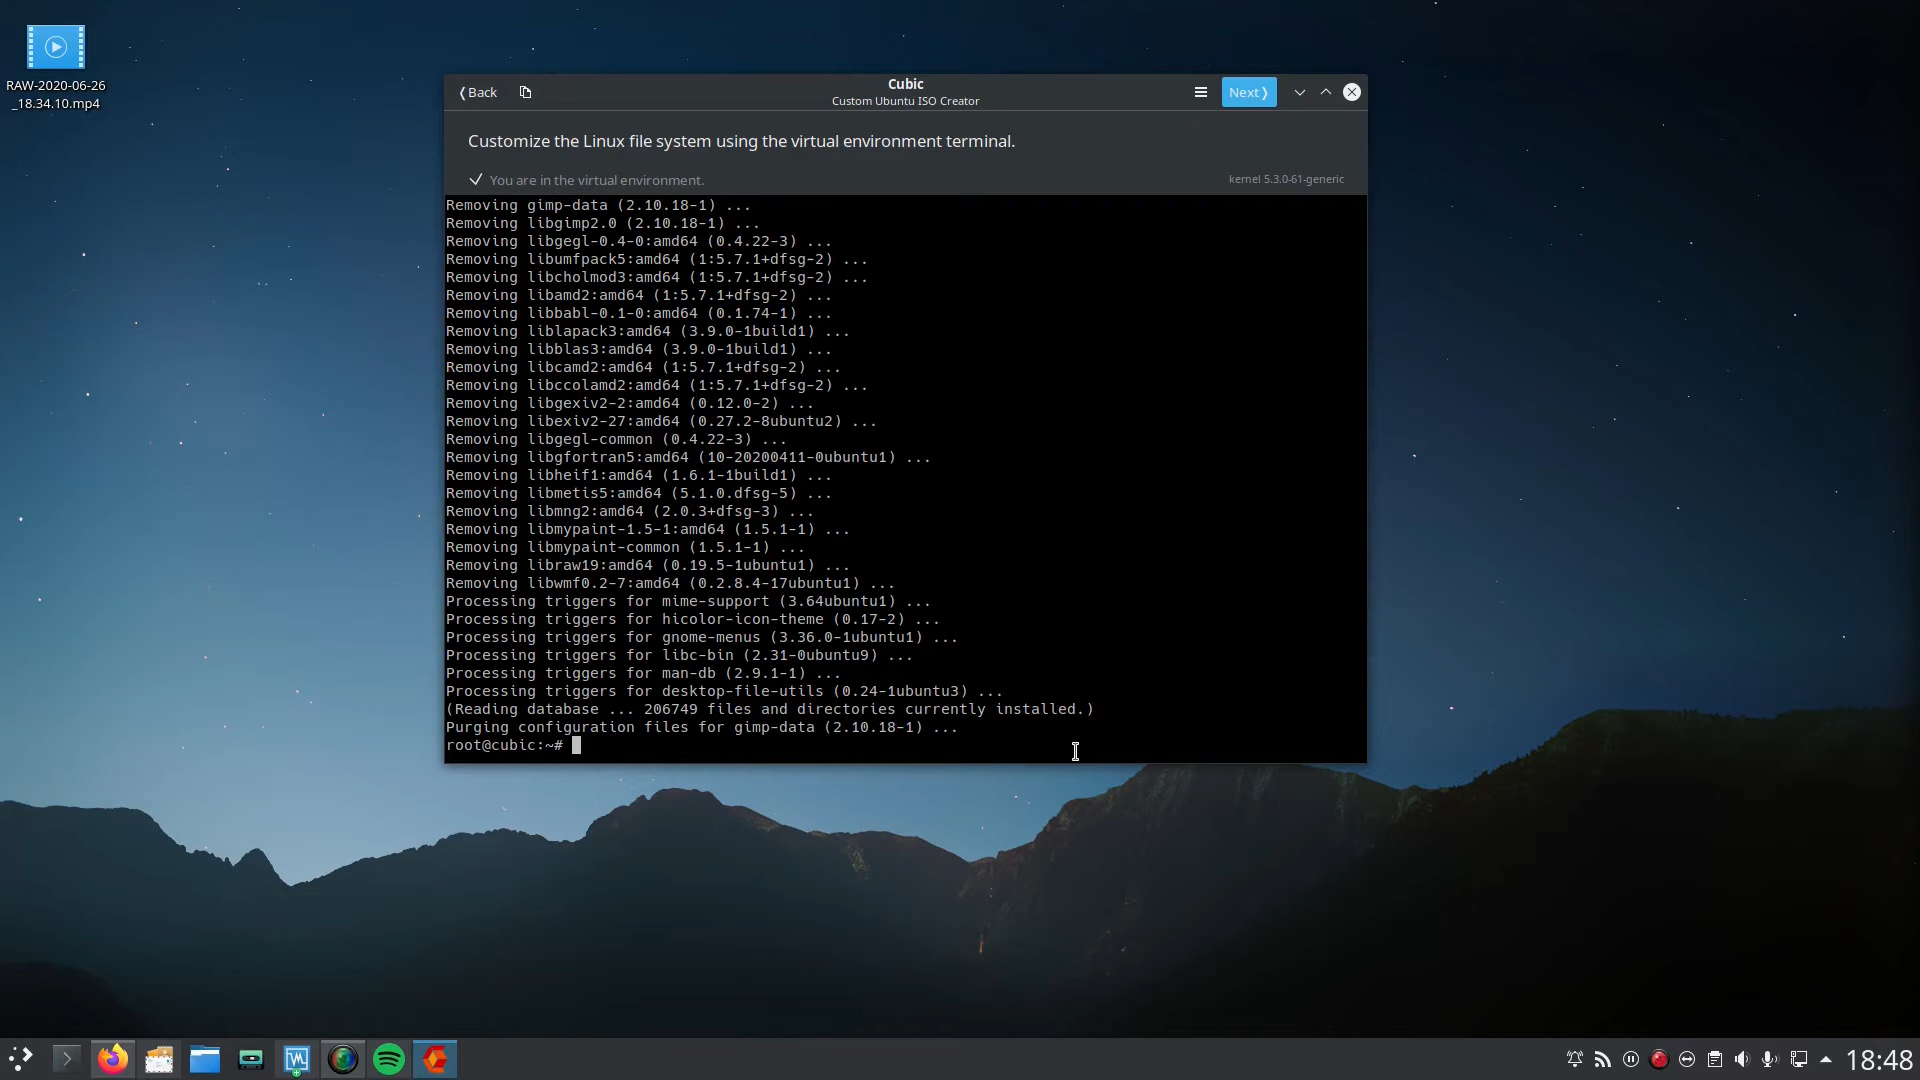 RAW-2020-06-26
_18.34.10.mp4
Back
Cubic
Custom Ubuntu ISO Creator
Next
Customize the Linux file system using the virtual environment terminal.
You are in the virtual environment.
kernel 5.3.0-61-generic
Removing gimp-data (2.10.18-1) ...
Removing libgimp2.0 (2.10.18-1) ...
Removing libgegl-0.4-0:amd64 (0.4.22-3) ...
Removing libumfpack5:amd64 (1:5.7.1+dfsg-2) ...
Removing libcholmod3:amd64 (1:5.7.1+dfsg-2) ...
Removing libamd2:amd64 (1:5.7.1+dfsg-2) ...
Removing libbabl-0.1-0:amd64 (0.1.74-1) ...
Removing liblapack3:amd64 (3.9.0-1build1) ...
Removing libblas3:amd64 (3.9.0-1build1) ...
Removing libcamd2:amd64 (1:5.7.1+dfsg-2) ...
Removing libccolamd2:amd64 (1:5.7.1+dfsg-2) ...
Removing libgexiv2-2:amd64 (0.12.0-2) ...
Removing libexiv2-27:amd64 (0.27.2-8ubuntu2) ...
Removing libgegl-common (0.4.22-3) ...
Removing libgfortran5:amd64 (10-20200411-0ubuntu1) ...
Removing libheif1:amd64 (1.6.1-1build1) ...
Removing libmetis5:amd64 (5.1.0.dfsg-5) ...
Removing libmng2:amd64 (2.0.3+dfsg-3) ...
Removing libmypaint-1.5-1:amd64 (1.5.1-1) ...
Removing libmypaint-common (1.5.1-1) ...
Removing libraw19:amd64 (0.19.5-1ubuntu1) ...
Removing libwmf0.2-7:amd64 (0.2.8.4-17ubuntu1) ...
Processing triggers for mime-support (3.64ubuntu1) ...
Processing triggers for hicolor-icon-theme (0.17-2) ...
Processing triggers for gnome-menus (3.36.0-1ubuntu1) ...
Processing triggers for libc-bin (2.31-0ubuntu9) ...
Processing triggers for man-db (2.9.1-1) ...
Processing triggers for desktop-file-utils (0.24-1ubuntu3) ...
(Reading database ... 206749 files and directories currently installed.)
Purging configuration files for gimp-data (2.10.18-1) ...
root@cubic:~#
18:48